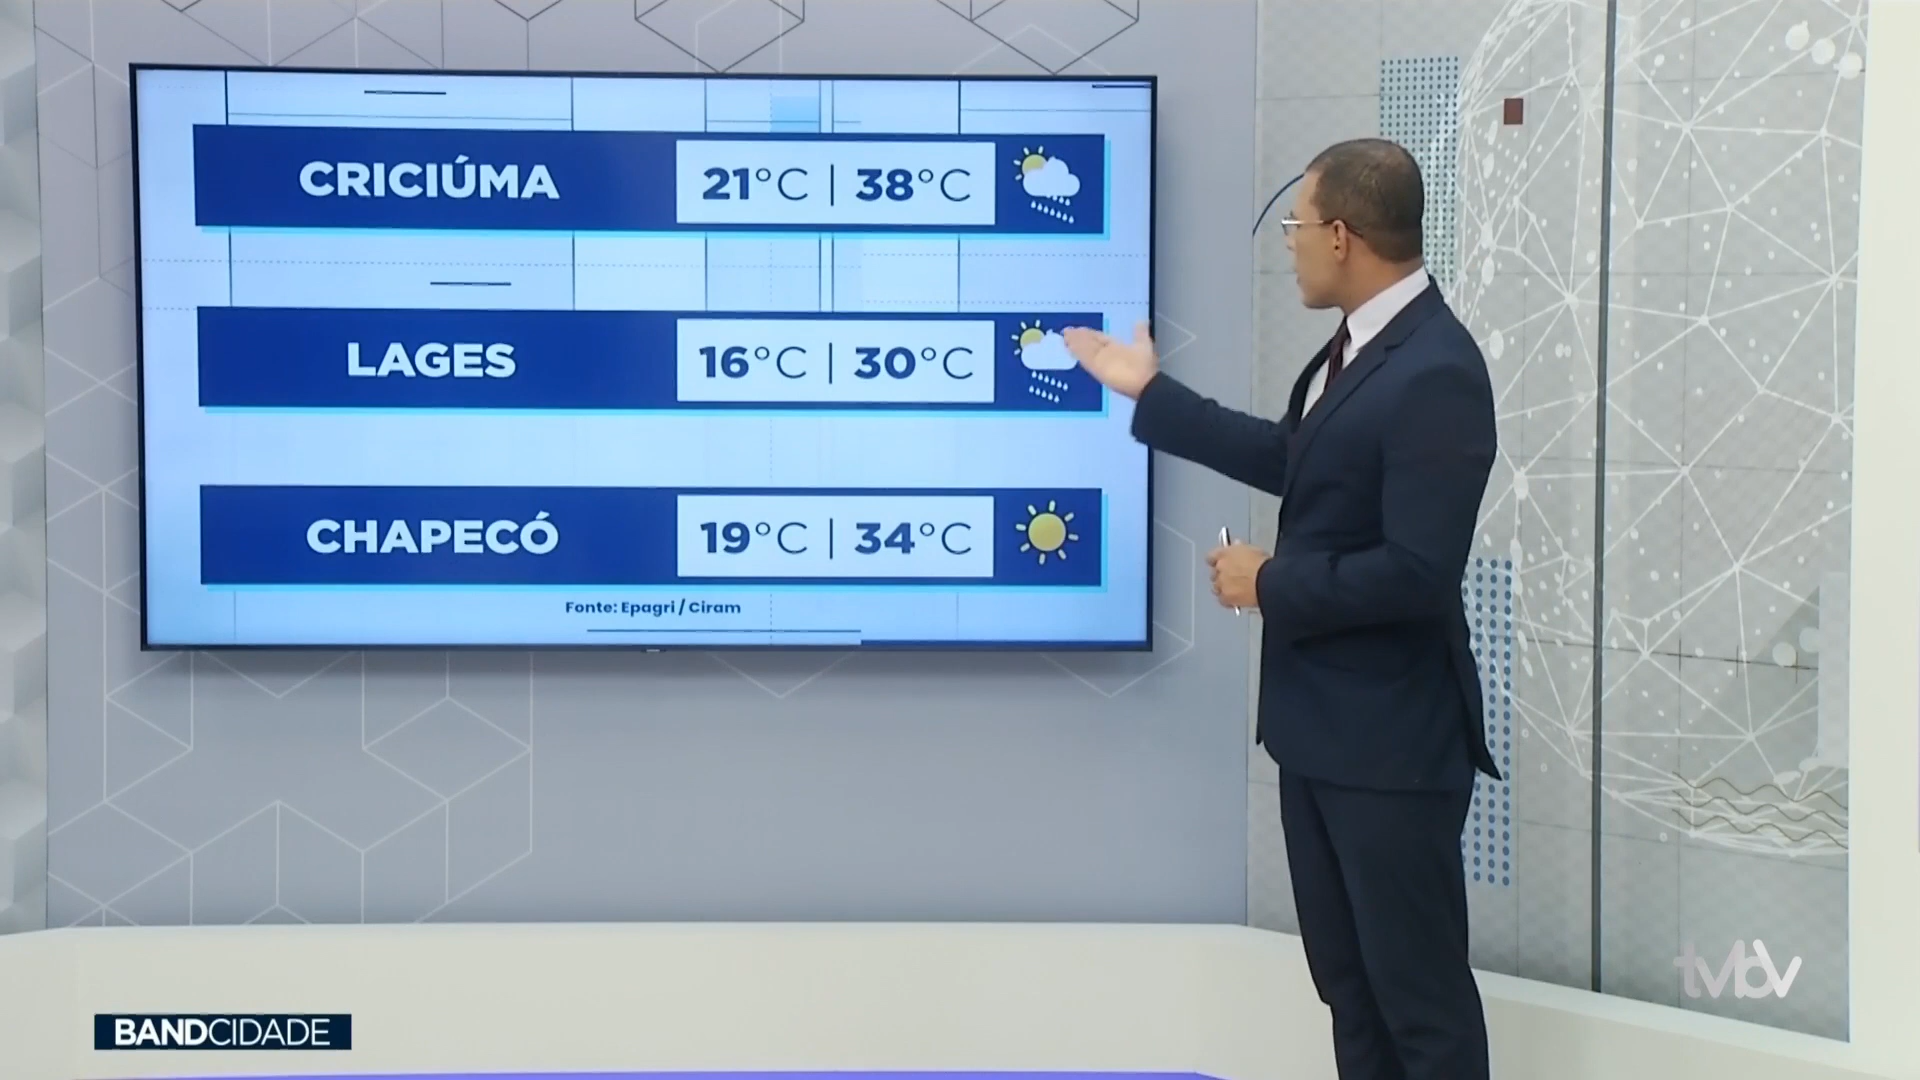 CRICIÚMA 21°C | 38°C
LAGES 16°C | 30°C
CHAPECÓ 19°C | 34°C
Fonte: Epagri / Ciram
BANDCIDADE
tvbv